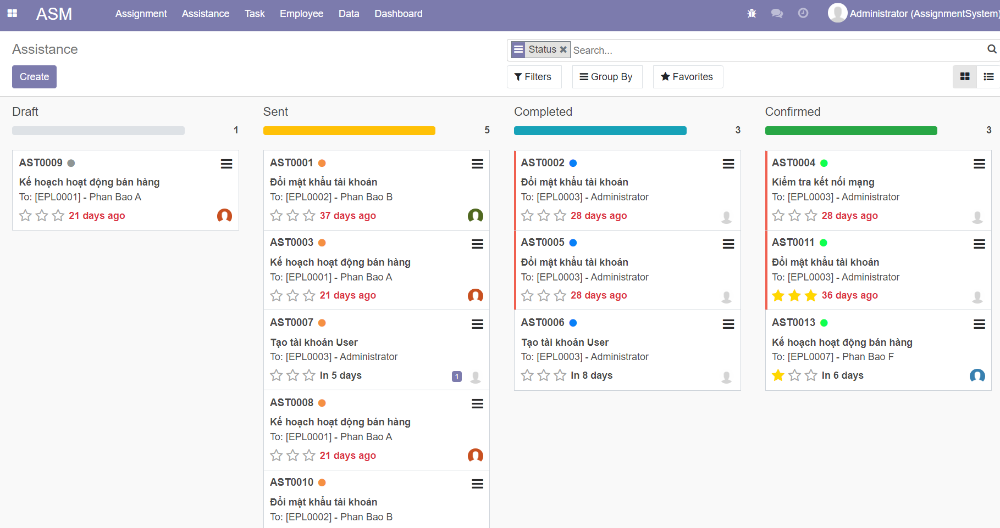 ASM
Assignment
Assistance
Task
Employee
Data
Dashboard
Administrator (AssignmentSystem)
Assistance
Status
Search...
Create
Filters
Group By
Favorites
Draft
1
AST0009
Kế hoạch hoạt động bán hàng
To: [EPL0001] - Phan Bao A
21 days ago
Sent
5
AST0001
Đổi mật khẩu tài khoản
To: [EPL0002] - Phan Bao B
37 days ago
AST0003
Kế hoạch hoạt động bán hàng
To: [EPL0001] - Phan Bao A
21 days ago
AST0007
Tạo tài khoản User
To: [EPL0003] - Administrator
In 5 days
1
AST0008
Kế hoạch hoạt động bán hàng
To: [EPL0001] - Phan Bao A
21 days ago
AST0010
Đổi mật khẩu tài khoản
To: [EPL0002] - Phan Bao B
Completed
3
AST0002
Đổi mật khẩu tài khoản
To: [EPL0003] - Administrator
28 days ago
AST0005
Đổi mật khẩu tài khoản
To: [EPL0003] - Administrator
28 days ago
AST0006
Tạo tài khoản User
To: [EPL0003] - Administrator
In 8 days
Confirmed
3
AST0004
Kiểm tra kết nối mạng
To: [EPL0003] - Administrator
28 days ago
AST0011
Đổi mật khẩu tài khoản
To: [EPL0003] - Administrator
36 days ago
AST0013
Kế hoạch hoạt động bán hàng
To: [EPL0007] - Phan Bao F
In 6 days